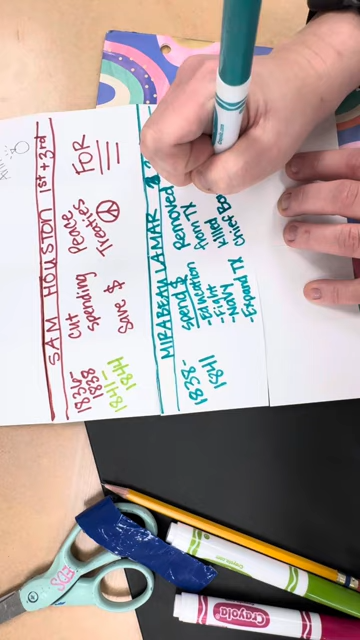 SAM HOUSTON 1st + 3rd
1836-
1838
1841-
1844
Cut
spending
save $
Peace
Treaties
FOR
MIRABEAU LAMAR
1838-
1841
spend $
-Education
-Fight
-Navy
-Expand TX
Removed
from TX
killed
Chief Bo
Crayola